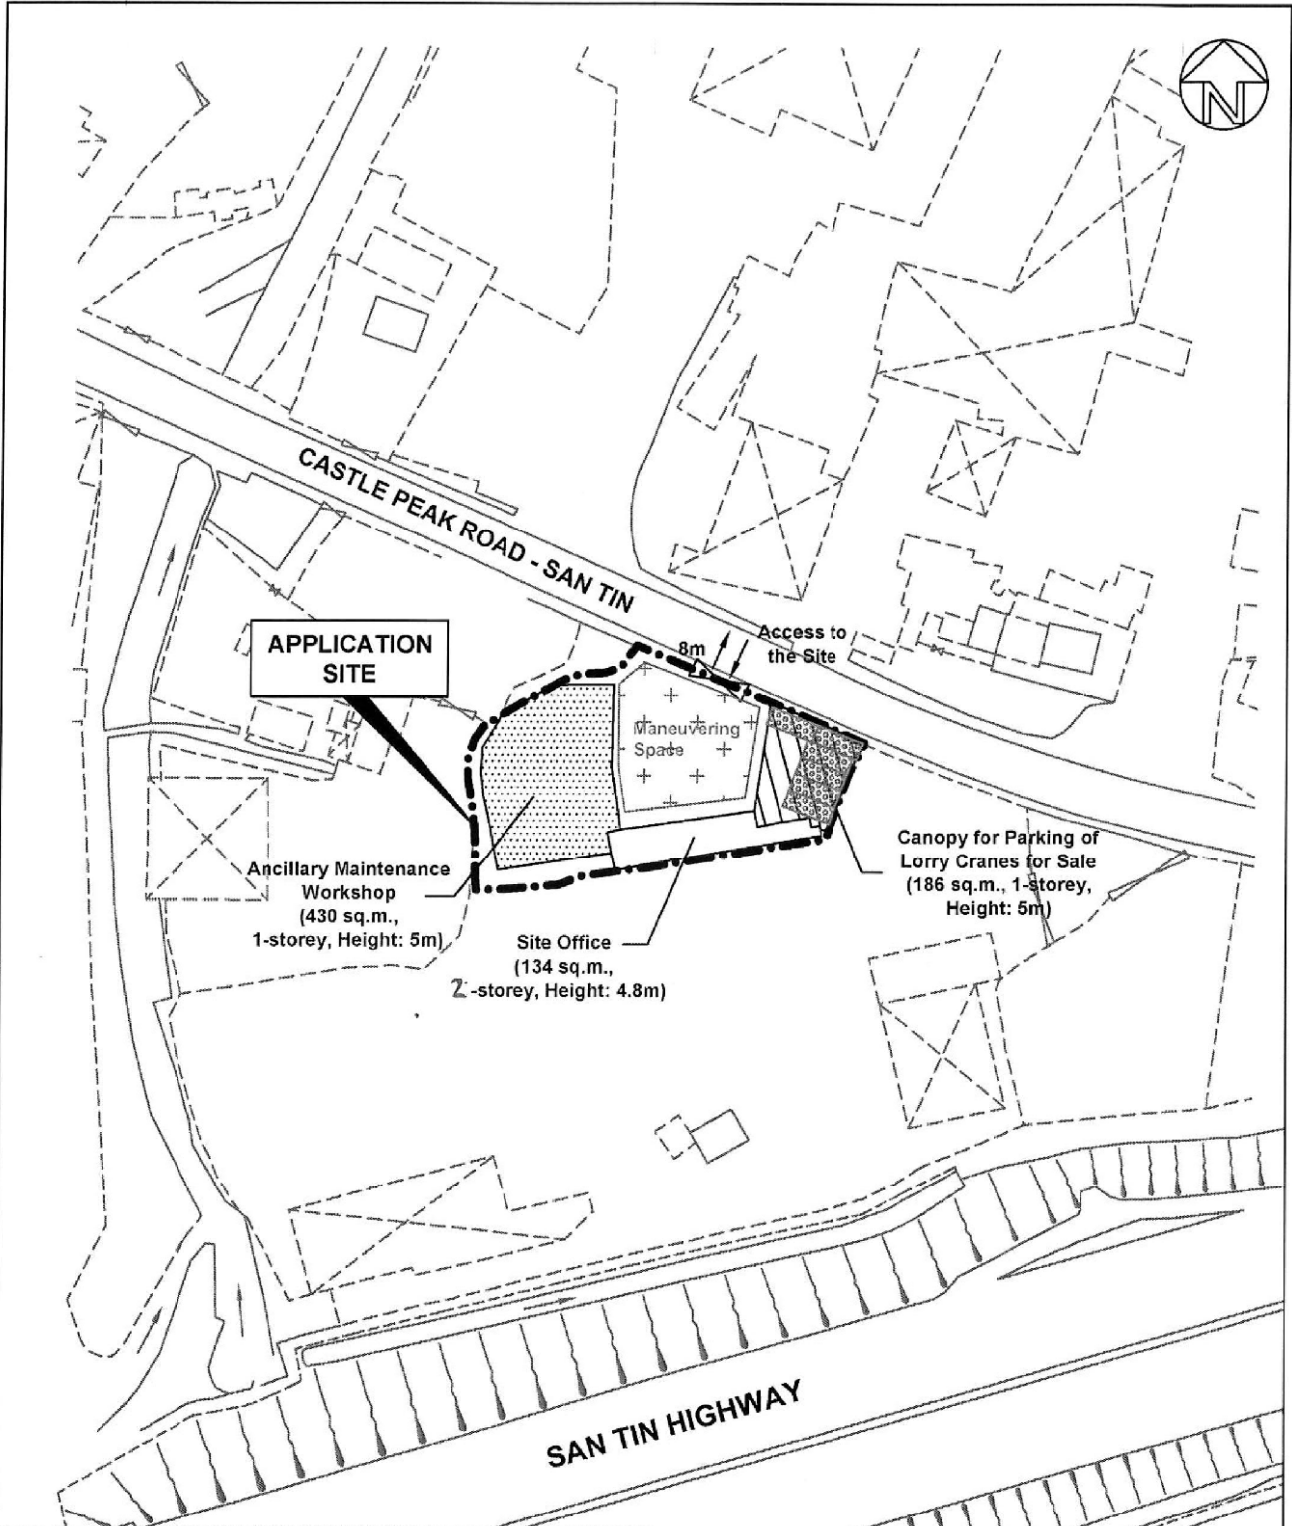 N
CASTLE PEAK ROAD - SAN TIN
APPLICATION
SITE
8m
Access to
the Site
Maneuvering
Space
Ancillary Maintenance
Workshop
(430 sq.m.,
1-storey, Height: 5m)
Site Office
(134 sq.m.,
2-storey, Height: 4.8m)
Canopy for Parking of
Lorry Cranes for Sale
(186 sq.m., 1-storey,
Height: 5m)
SAN TIN HIGHWAY